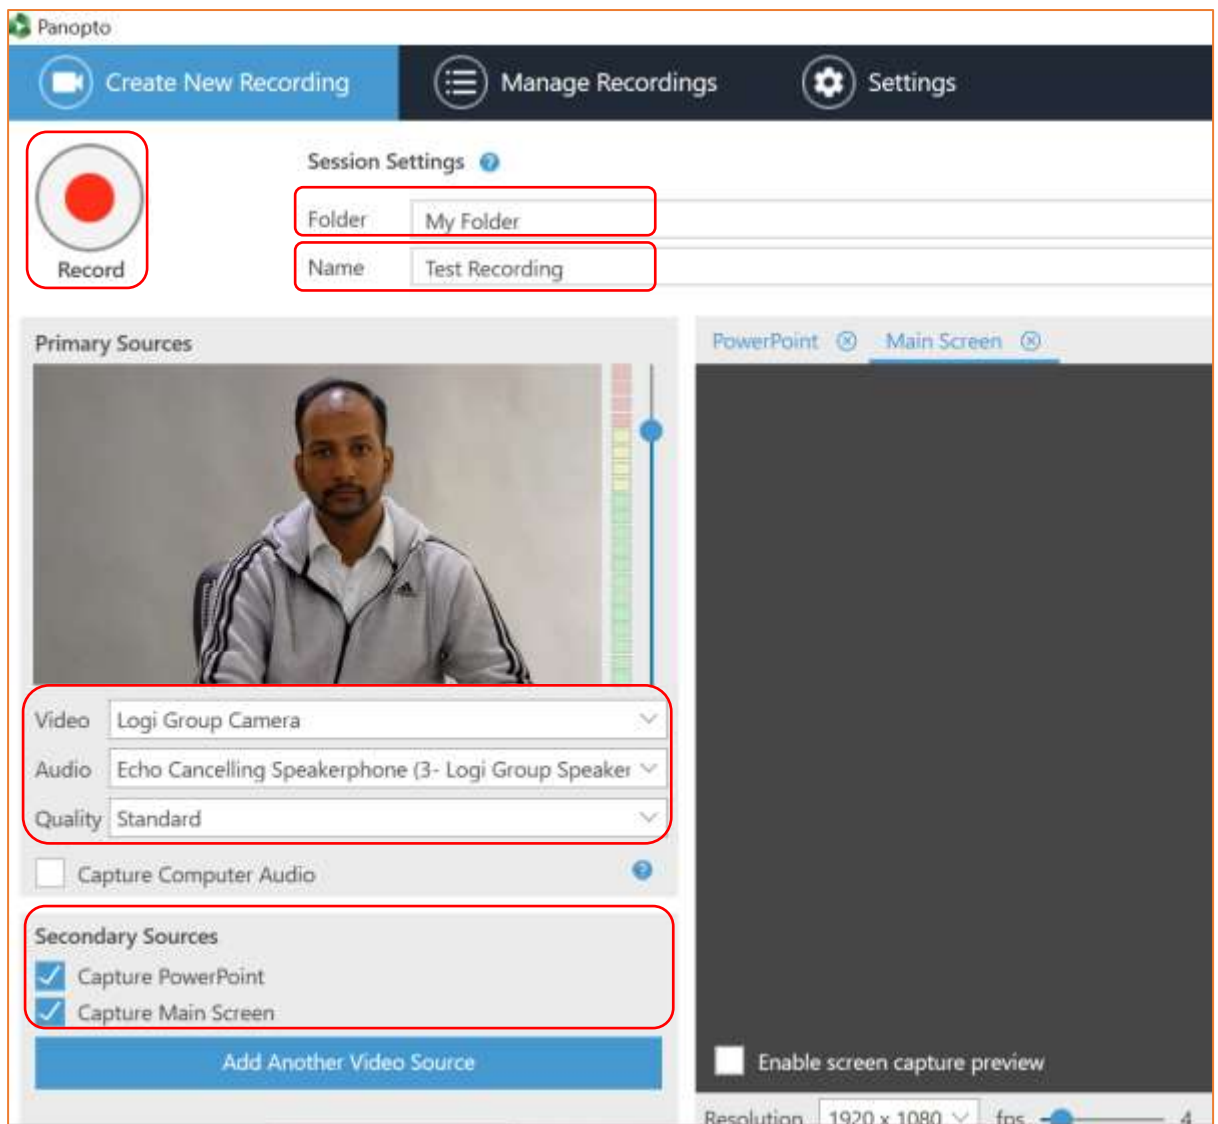 Panopto
Create New Recording
Manage Recordings
Settings
Record
Session Settings ?
Folder My Folder
Name Test Recording
Primary Sources
PowerPoint
Main Screen
adidas
Video Logi Group Camera
Audio Echo Cancelling Speakerphone (3- Logi Group Speaker
Quality Standard
Capture Computer Audio ?
Secondary Sources
Capture PowerPoint
Capture Main Screen
Add Another Video Source
Enable screen capture preview
Resolution 1920 x 1080 fps 4